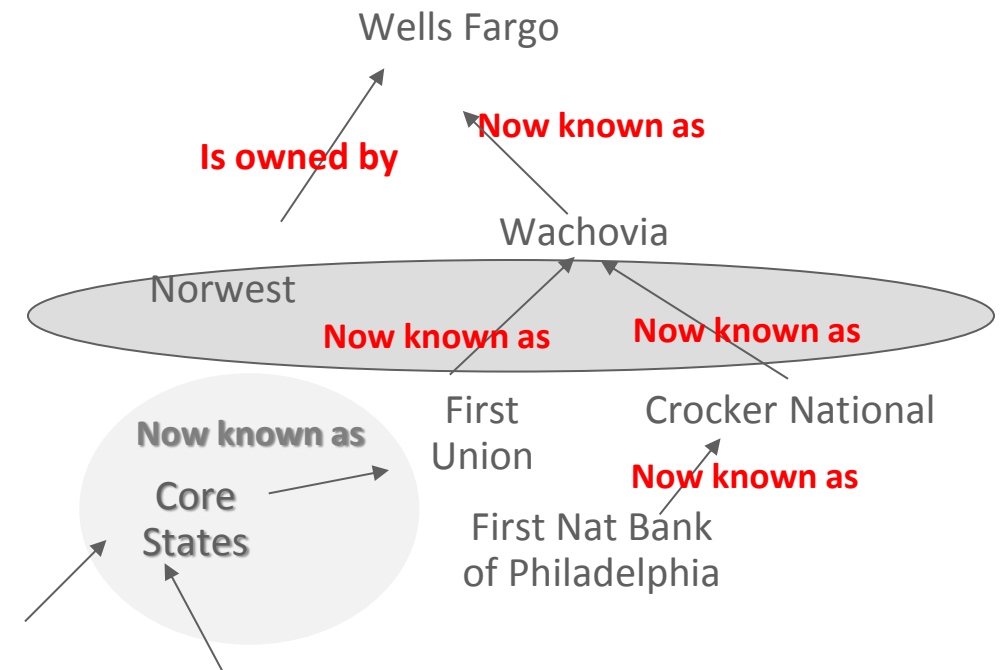 Wells Fargo
Now known as
Is owned by
Wachovia
Norwest
Now known as
Now known as
First
Union
Crocker National
Now known as
Core
States
Now known as
First Nat Bank
of Philadelphia